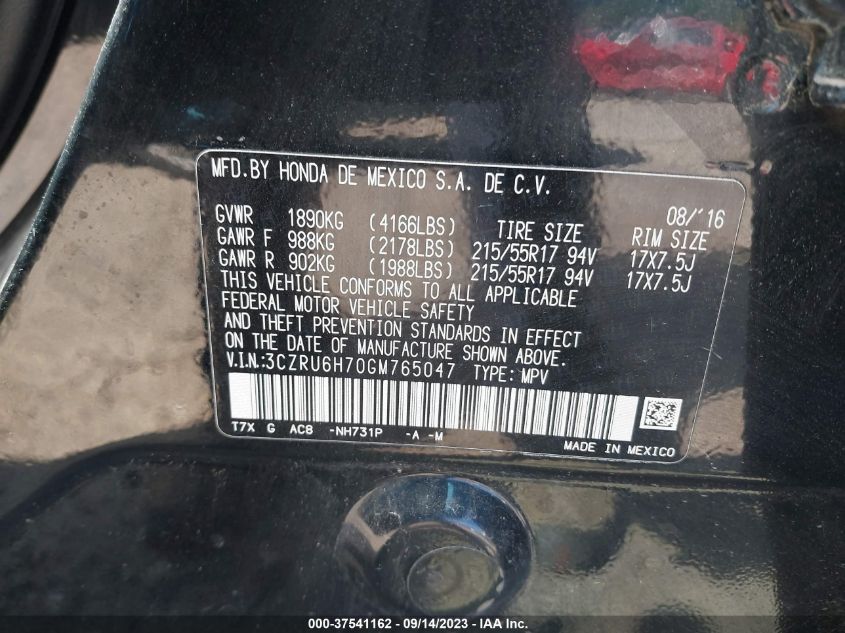 MFD.BY HONDA DE MEXICO S.A. DE C.V.
08/'16
GVWR 1890KG (4166LBS) TIRE SIZE RIM SIZE
GAWR F 988KG (2178LBS) 215/55R17 94V 17X7.5J
GAWR R 902KG (1988LBS) 215/55R17 94V 17X7.5J
THIS VEHICLE CONFORMS TO ALL APPLICABLE
FEDERAL MOTOR VEHICLE SAFETY
AND THEFT PREVENTION STANDARDS IN EFFECT
ON THE DATE OF MANUFACTURE SHOWN ABOVE.
V.I.N.:3CZRU6H70GM765047 TYPE: MPV
T7X G AC8 -NH731P -A -M
MADE IN MEXICO
000-37541162 - 09/14/2023 - IAA Inc.